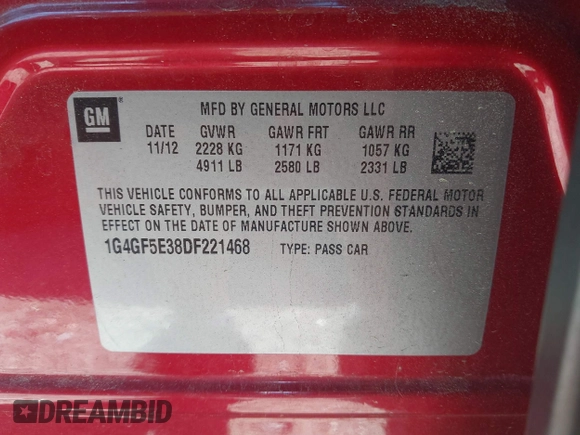 GM
MFD BY GENERAL MOTORS LLC
DATE GVWR GAWR FRT GAWR RR
11/12 2228 KG 1171 KG 1057 KG
4911 LB 2580 LB 2331 LB
THIS VEHICLE CONFORMS TO ALL APPLICABLE U.S. FEDERAL MOTOR
VEHICLE SAFETY, BUMPER, AND THEFT PREVENTION STANDARDS IN
EFFECT ON THE DATE OF MANUFACTURE SHOWN ABOVE.
1G4GF5E38DF221468 TYPE: PASS CAR
DREAMBID